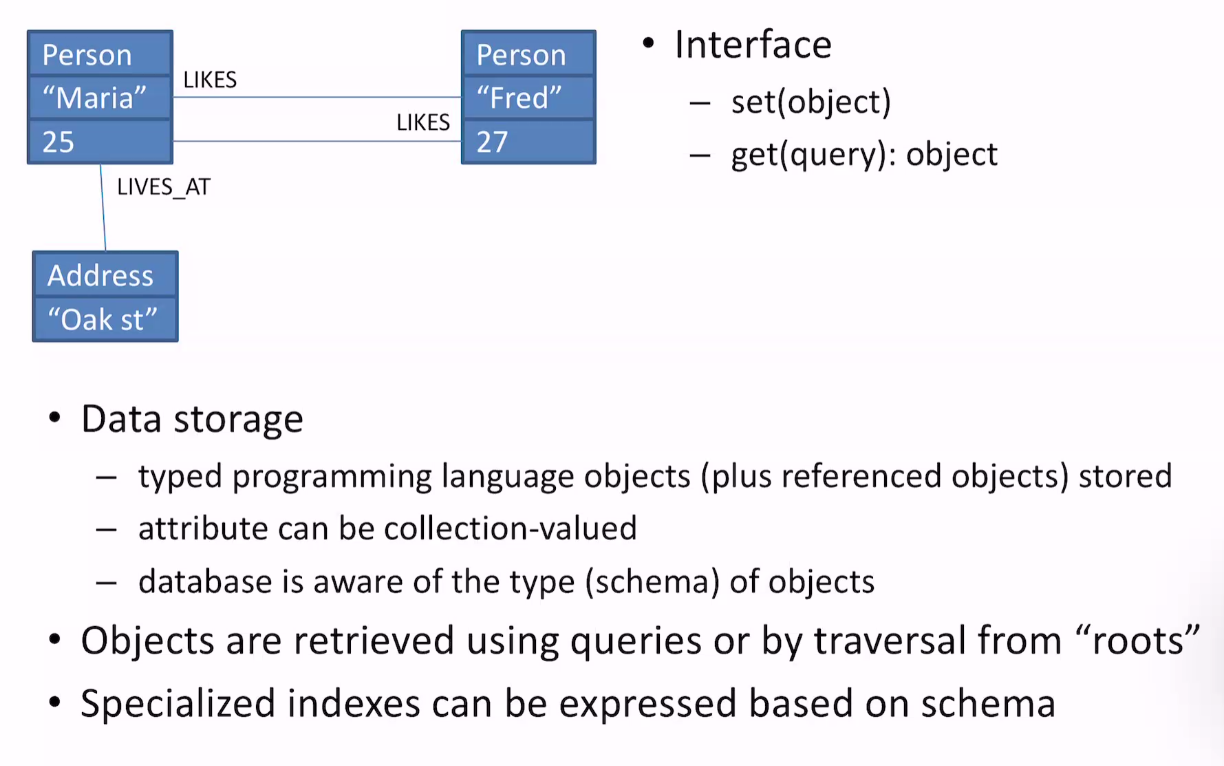 Person
“Maria”
25
LIKES
LIKES
Person
“Fred”
27
LIVES_AT
Address
“Oak st”
• Interface
– set(object)
– get(query): object
• Data storage
– typed programming language objects (plus referenced objects) stored
– attribute can be collection-valued
– database is aware of the type (schema) of objects
• Objects are retrieved using queries or by traversal from “roots”
• Specialized indexes can be expressed based on schema